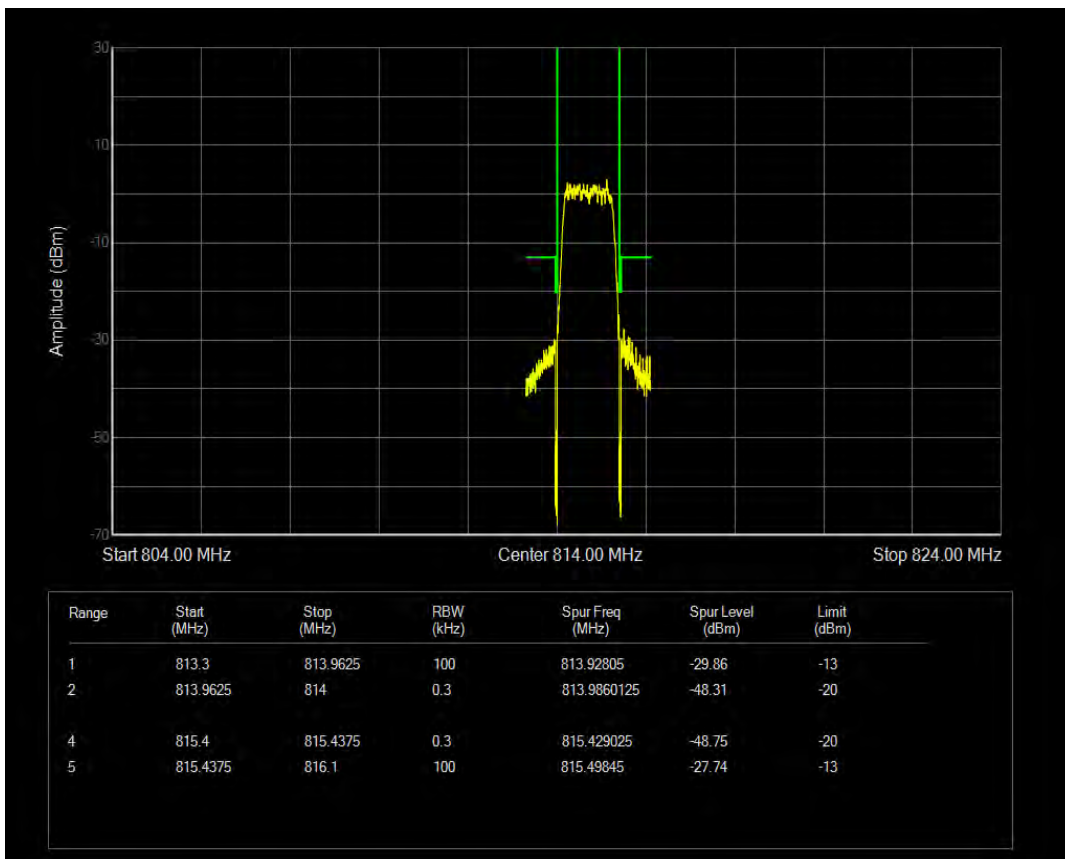 30
10
-10
-30
-50
-70
Amplitude (dBm)
Start 804.00 MHz Center 814.00 MHz Stop 824.00 MHz
Range Start (MHz) Stop (MHz) RBW (kHz) Spur Freq (MHz) Spur Level (dBm) Limit (dBm)
1 813.3 813.9625 100 813.92805 -29.86 -13
2 813.9625 814 0.3 813.9860125 -48.31 -20
4 815.4 815.4375 0.3 815.429025 -48.75 -20
5 815.4375 816.1 100 815.49845 -27.74 -13